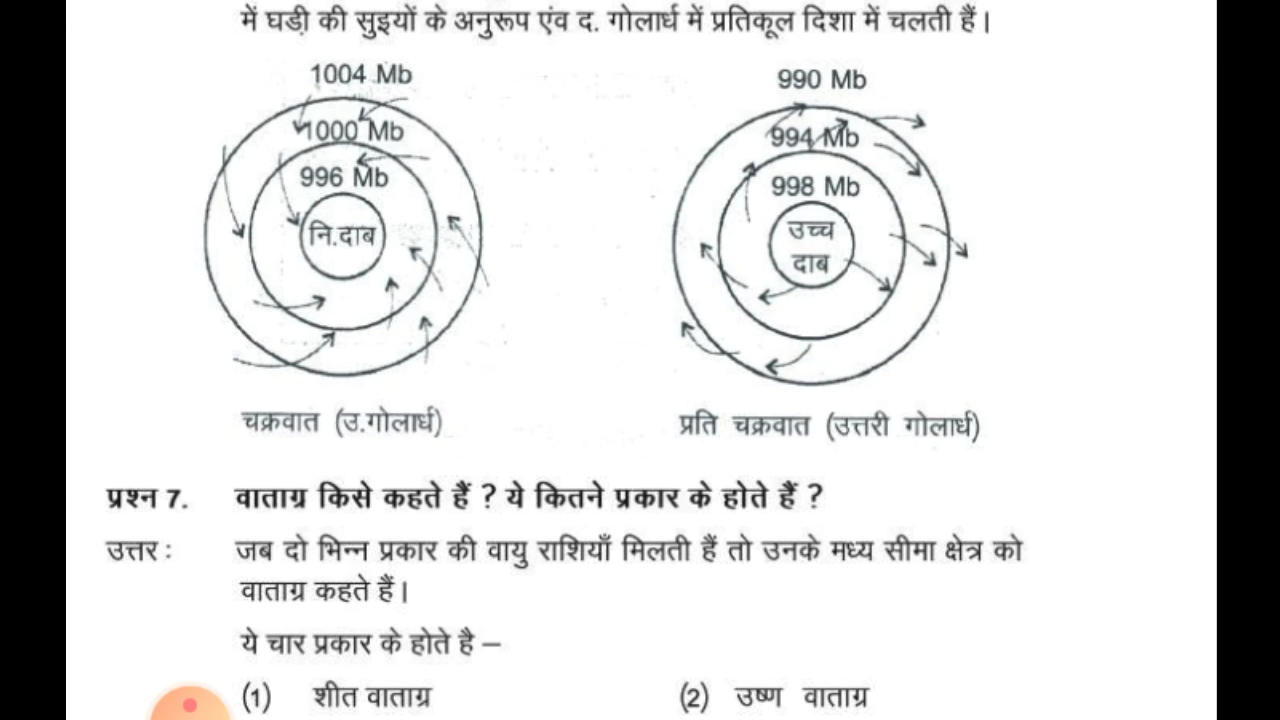 में घड़ी की सुइयों के अनुरूप एंव द. गोलार्ध में प्रतिकूल दिशा में चलती हैं।
1004 Mb
1000 Mb
996 Mb
नि.दाब
चक्रवात (उ.गोलार्ध)
990 Mb
994 Mb
998 Mb
उच्च
दाब
प्रति चक्रवात (उत्तरी गोलार्ध)
प्रश्न 7. वाताग्र किसे कहते हैं ? ये कितने प्रकार के होते हैं ?
उत्तर : जब दो भिन्न प्रकार की वायु राशियाँ मिलती हैं तो उनके मध्य सीमा क्षेत्र को
वाताग्र कहते हैं।
ये चार प्रकार के होते है –
(1) शीत वाताग्र (2) उष्ण वाताग्र